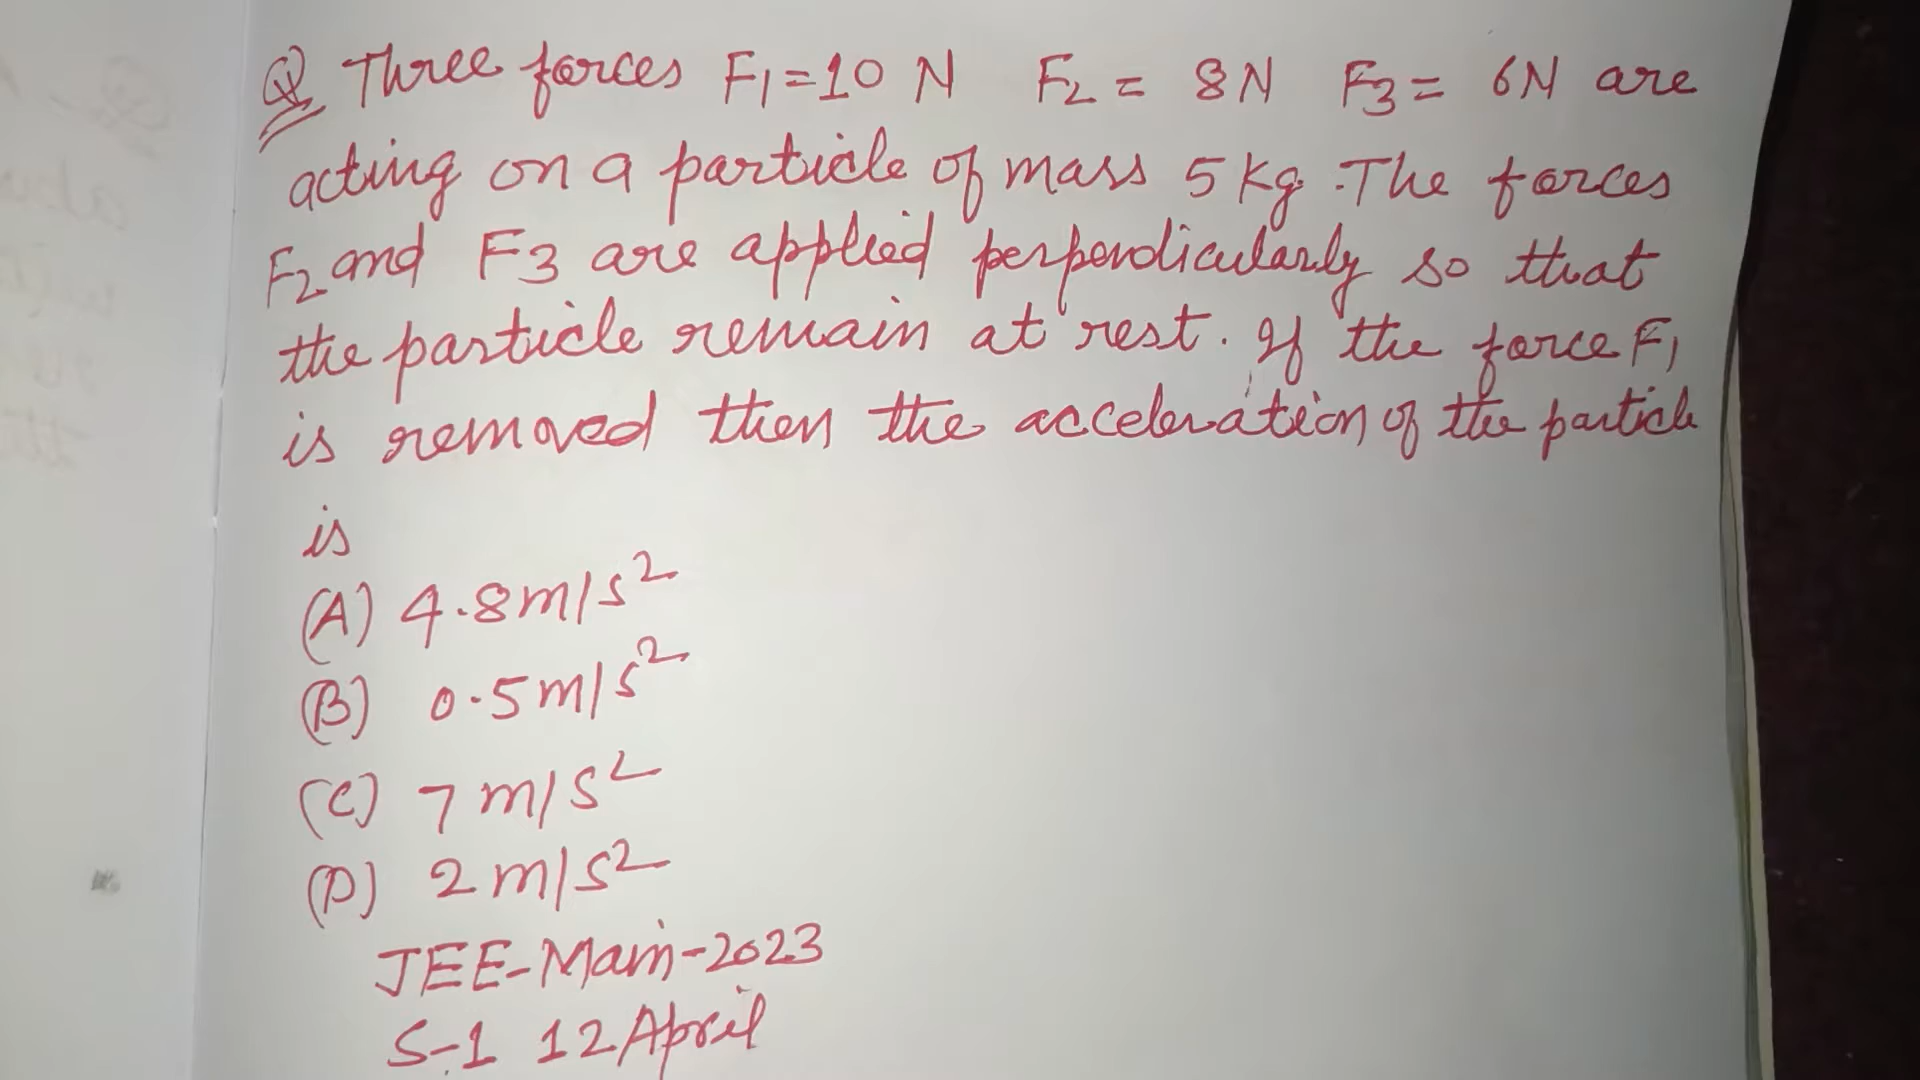 Q Three forces F1=10 N F2 = 8N F3 = 6N are
acting on a particle of mass 5 kg. The forces
F2 and F3 are applied perpendicularly so that
the particle remain at rest. If the force F1
is removed then the acceleration of the particle
is
(A) 4.8 m/s²
(B) 0.5 m/s²
(C) 7 m/s²
(D) 2 m/s²
JEE-Main-2023
S-1 12 April